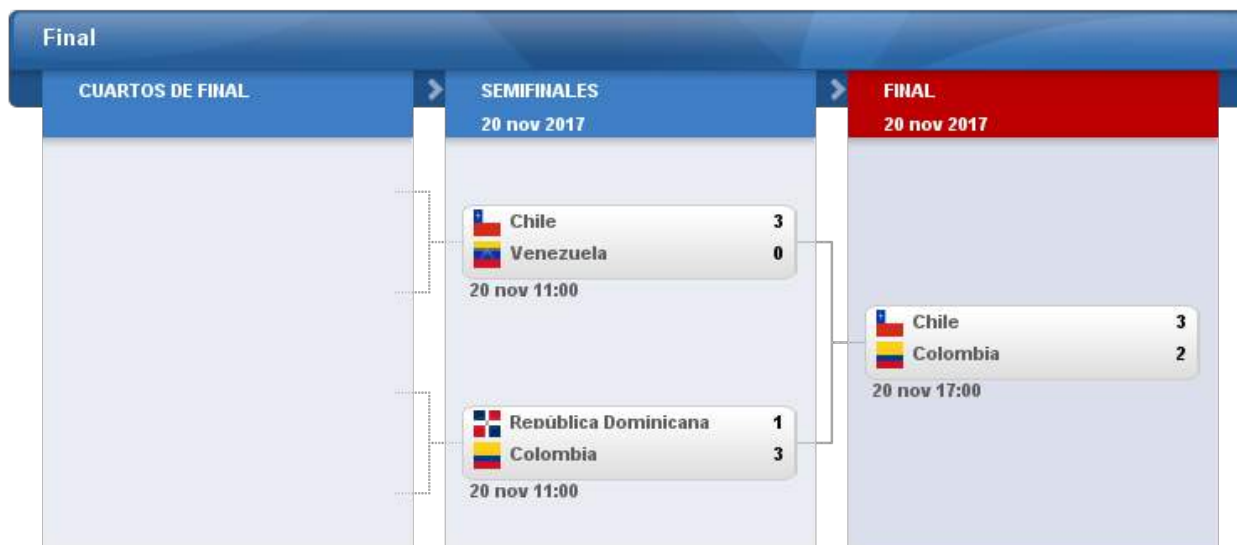 Final
CUARTOS DE FINAL
SEMIFINALES
20 nov 2017
FINAL
20 nov 2017
Chile 3
Venezuela 0
20 nov 11:00
República Dominicana 1
Colombia 3
20 nov 11:00
Chile 3
Colombia 2
20 nov 17:00